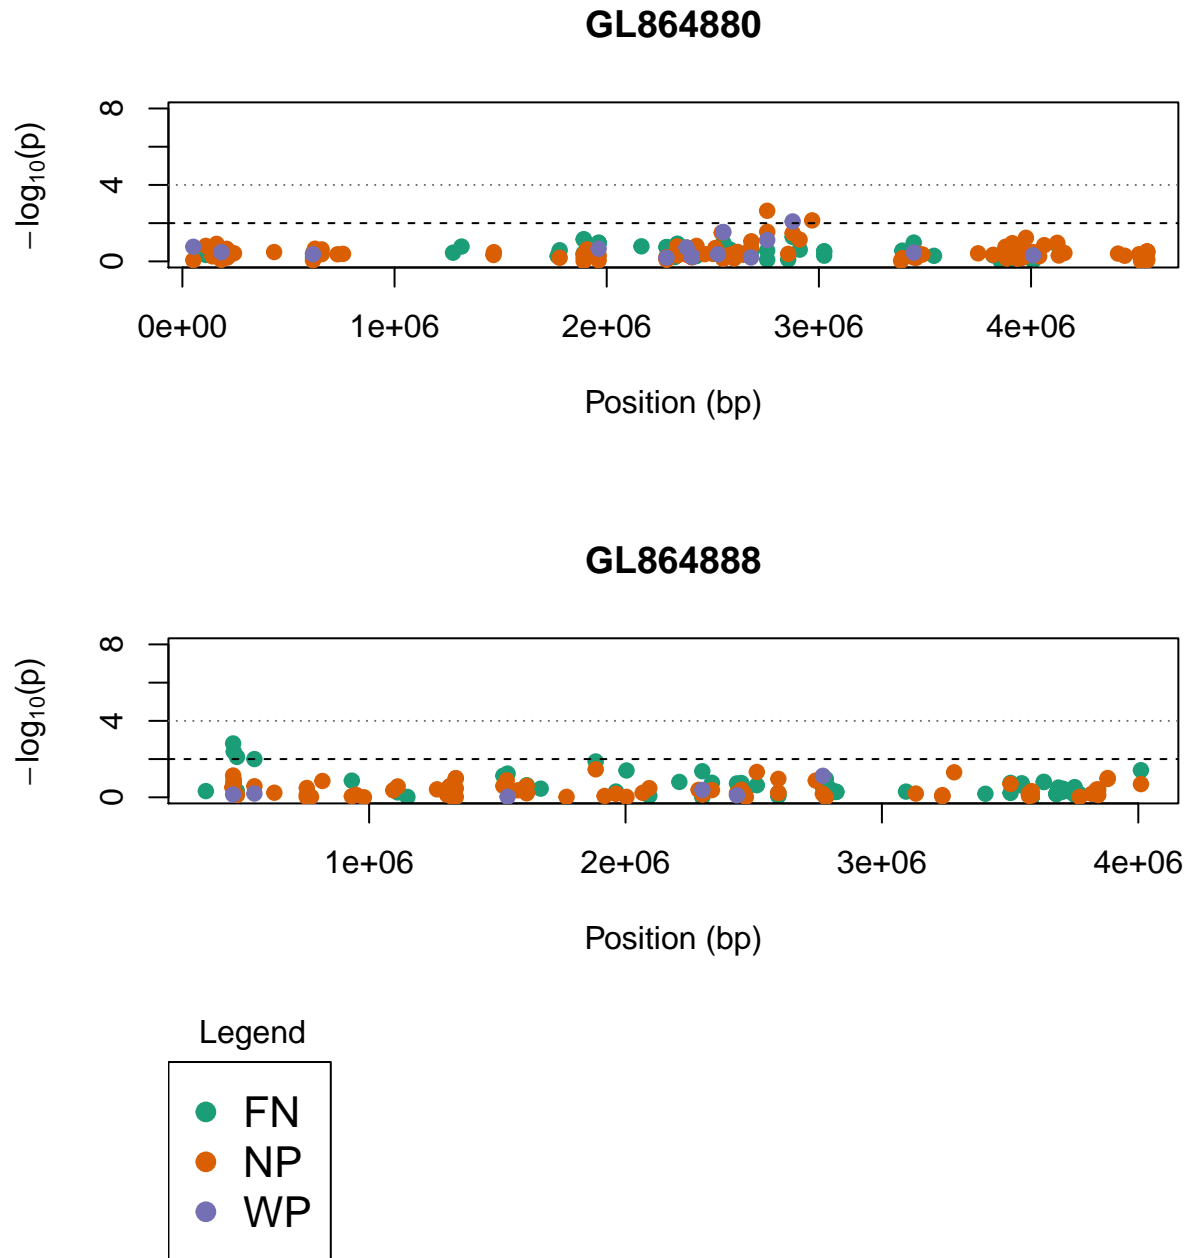 GL864880
8
4
0
−log₁₀(p)
0e+00 1e+06 2e+06 3e+06 4e+06
Position (bp)
GL864888
8
4
0
−log₁₀(p)
1e+06 2e+06 3e+06 4e+06
Position (bp)
Legend
FN
NP
WP